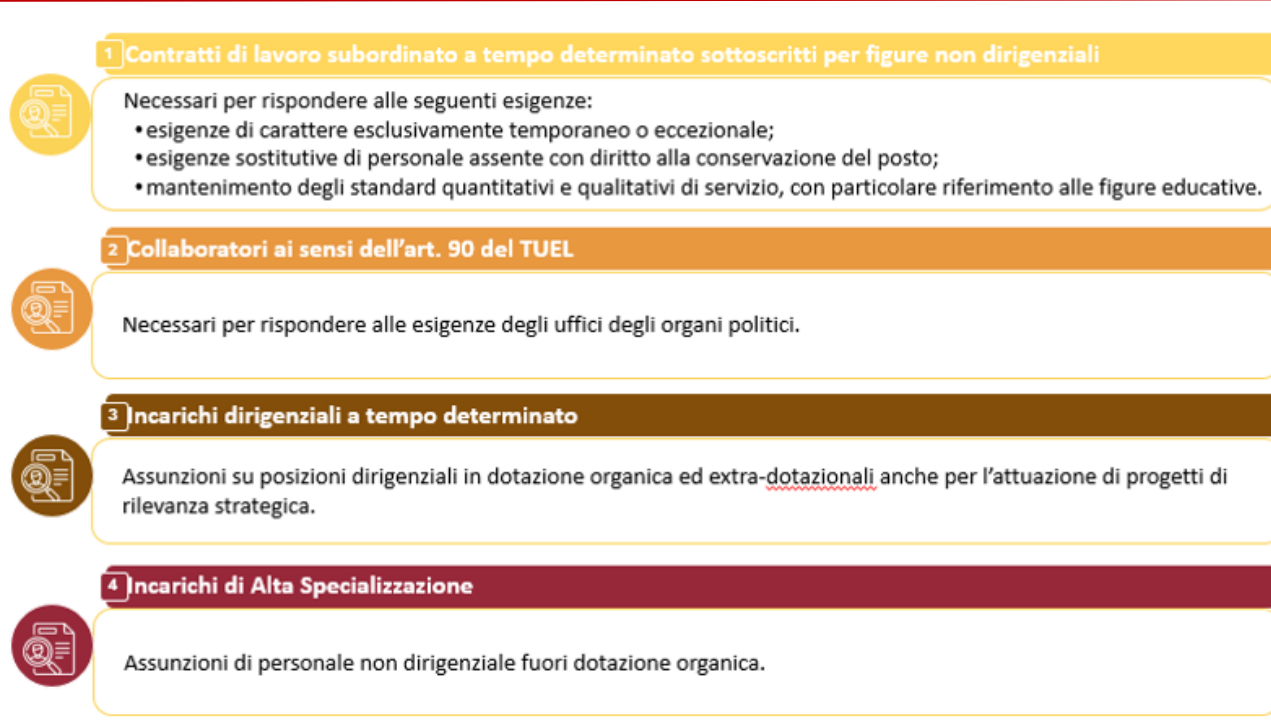 1 Contratti di lavoro subordinato a tempo determinato sottoscritti per figure non dirigenziali
Necessari per rispondere alle seguenti esigenze:
•esigenze di carattere esclusivamente temporaneo o eccezionale;
•esigenze sostitutive di personale assente con diritto alla conservazione del posto;
•mantenimento degli standard quantitativi e qualitativi di servizio, con particolare riferimento alle figure educative.
2 Collaboratori ai sensi dell’art. 90 del TUEL
Necessari per rispondere alle esigenze degli uffici degli organi politici.
3 Incarichi dirigenziali a tempo determinato
Assunzioni su posizioni dirigenziali in dotazione organica ed extra-dotazionali anche per l’attuazione di progetti di
rilevanza strategica.
4 Incarichi di Alta Specializzazione
Assunzioni di personale non dirigenziale fuori dotazione organica.